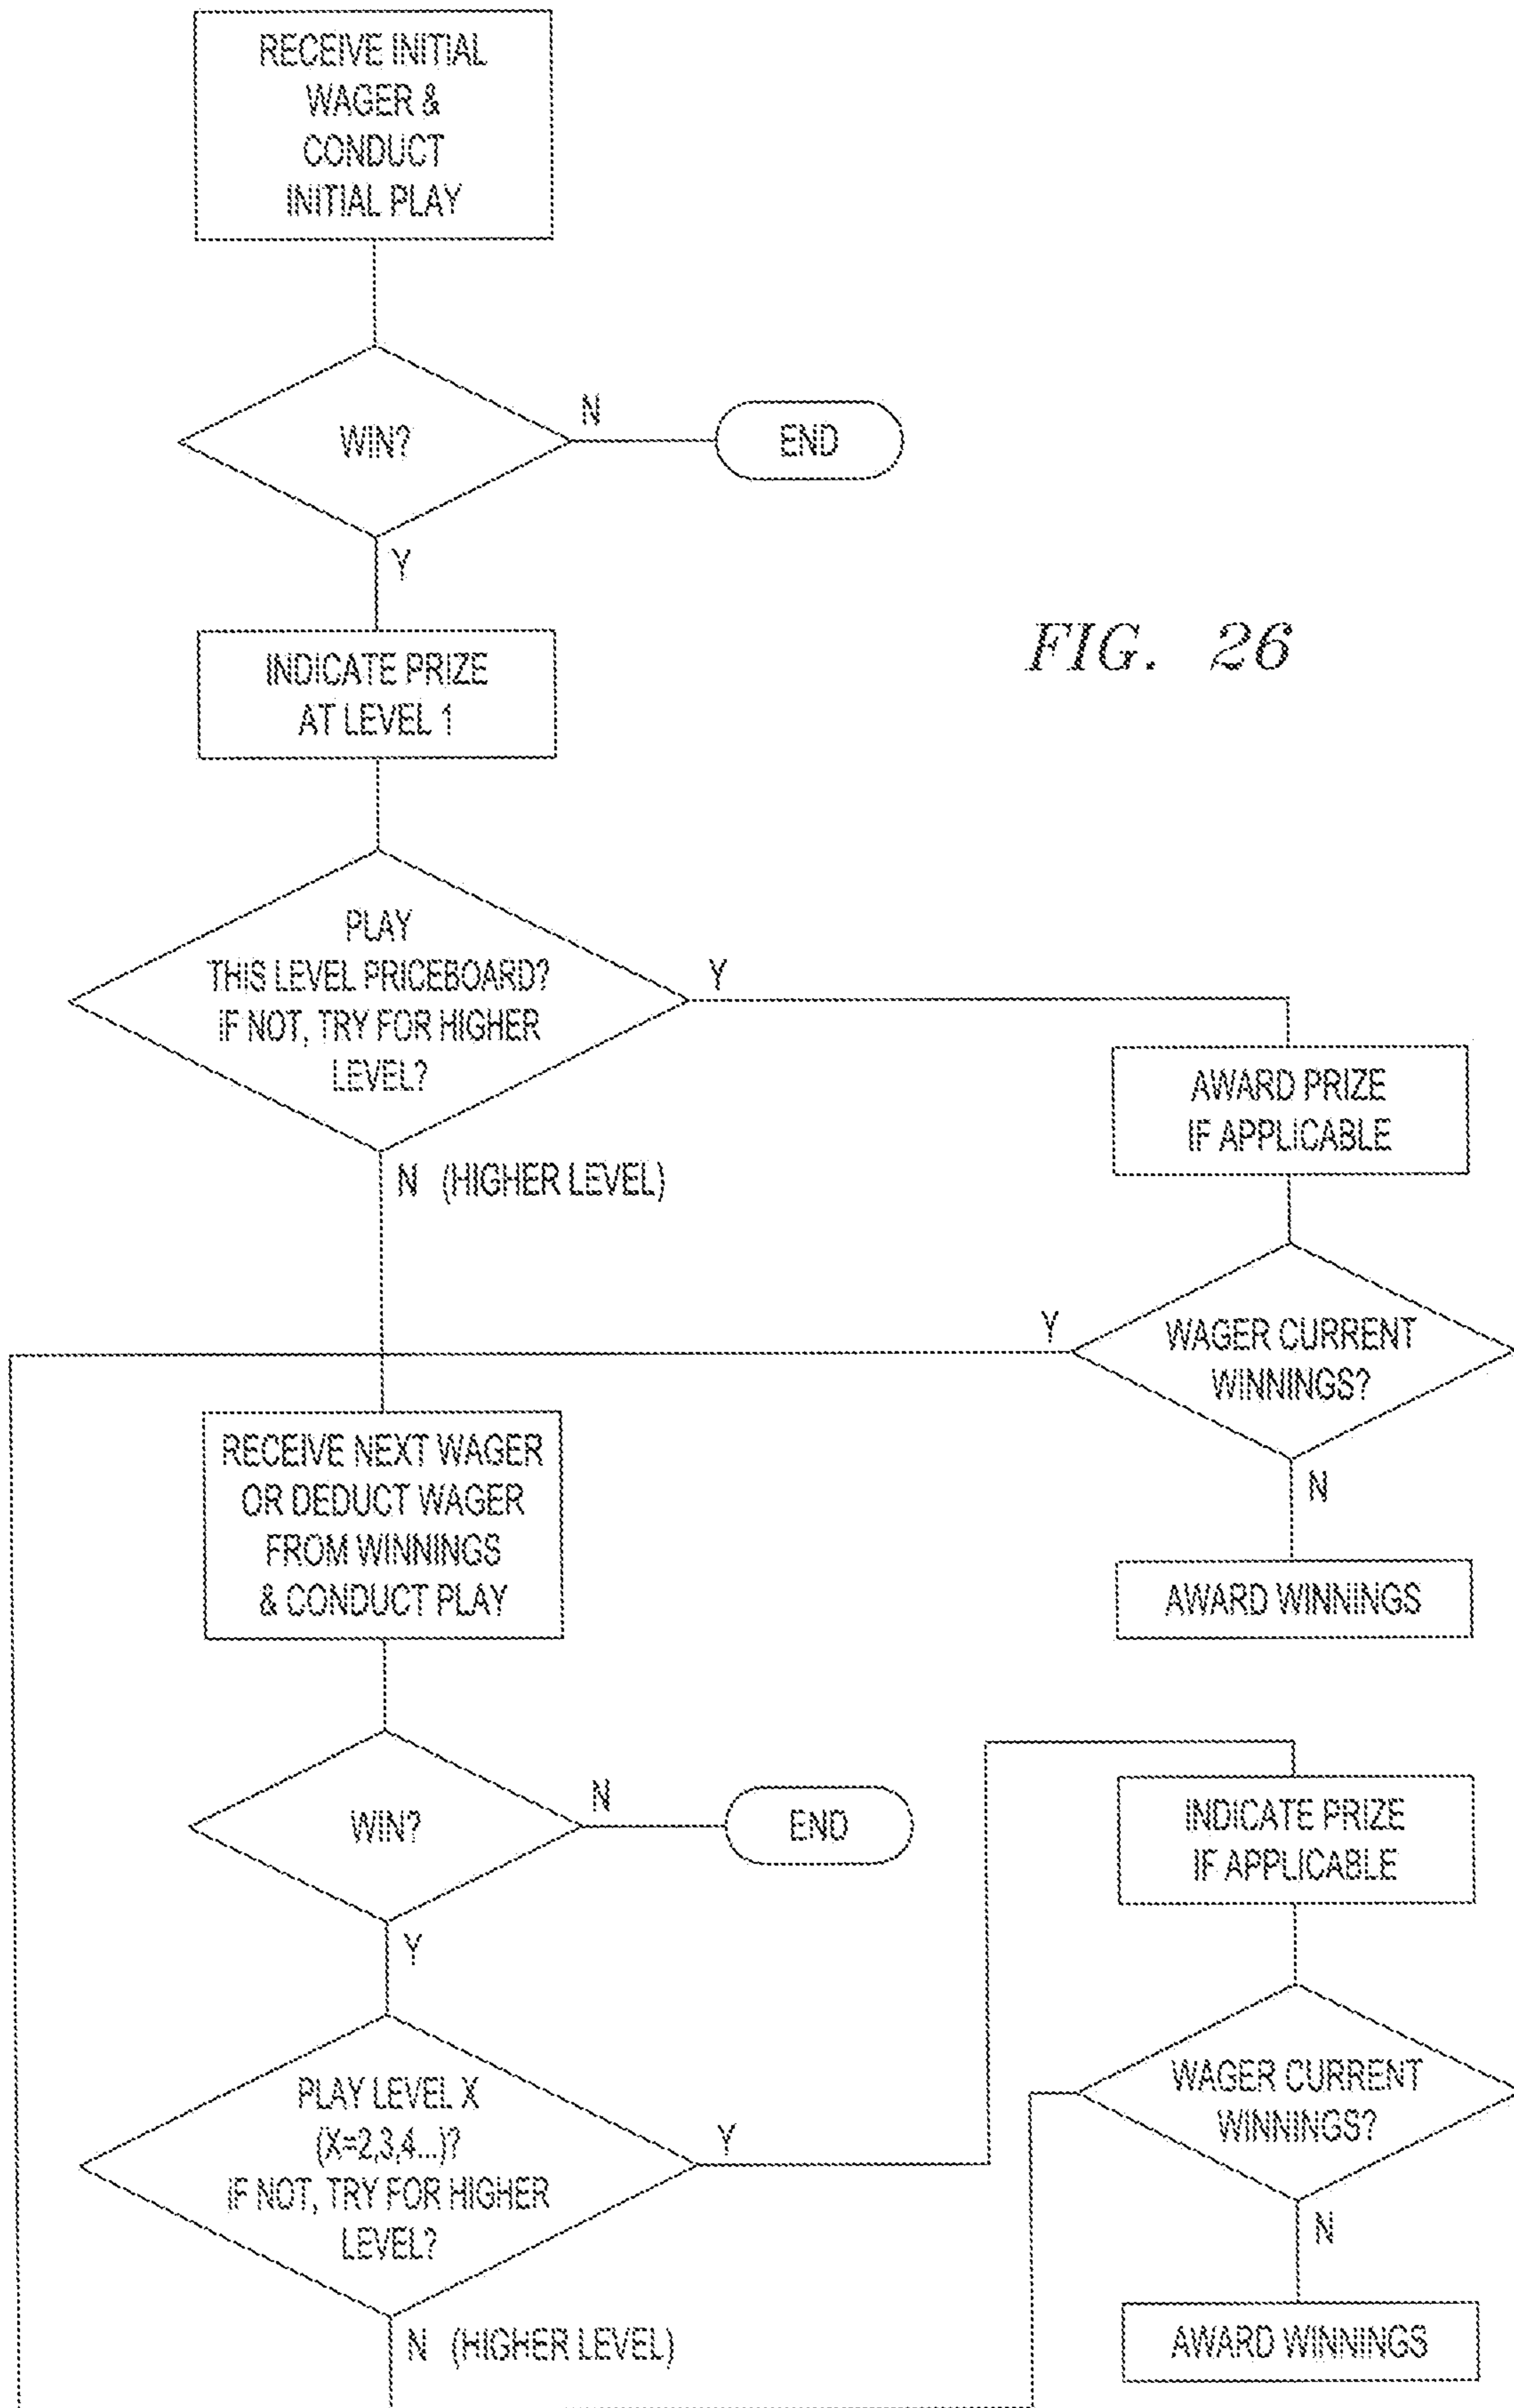 RECEIVE INITIAL
WAGER &
CONDUCT
INITIAL PLAY
WIN?
N
END
Y
INDICATE PRIZE
AT LEVEL 1
FIG. 26
PLAY
THIS LEVEL PRICEBOARD?
IF NOT, TRY FOR HIGHER
LEVEL?
Y
N (HIGHER LEVEL)
AWARD PRIZE
IF APPLICABLE
Y
WAGER CURRENT
WINNINGS?
N
AWARD WINNINGS
RECEIVE NEXT WAGER
OR DEDUCT WAGER
FROM WINNINGS
& CONDUCT PLAY
WIN?
N
END
Y
PLAY LEVEL X
(X=2,3,4...)?
IF NOT, TRY FOR HIGHER
LEVEL?
Y
N (HIGHER LEVEL)
INDICATE PRIZE
IF APPLICABLE
WAGER CURRENT
WINNINGS?
N
AWARD WINNINGS